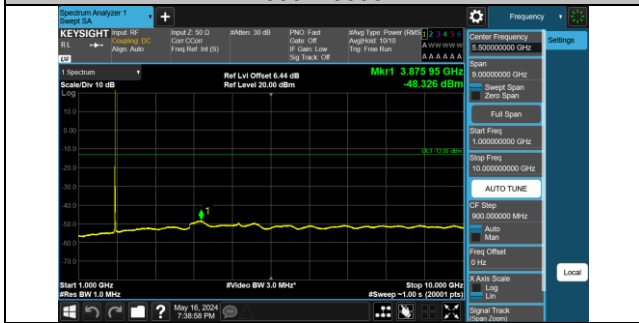 Spectrum Analyzer 1
Swept SA
Frequency
KEYSIGHT
Input: RF
Coupling: DC
Align: Auto
Input Z: 50 Ω
Corr CCorr
Freq Ref: Int (S)
#Atten: 30 dB
PNO: Fast
Gate: Off
IF Gain: Low
Sig Track: Off
#Avg Type: Power (RMS
Avg|Hold: 10/10
Trig: Free Run
1 2 3 4 5 6
A W W W W W
A A A A A A
RL
LVI
1 Spectrum
Scale/Div 10 dB
Log
Ref Lvl Offset 6.44 dB
Ref Level 20.00 dBm
Mkr1 3.875 95 GHz
-48.326 dBm
10.0
0.00
-10.0
-20.0
-30.0
-40.0
-50.0
-60.0
-70.0
DL1 -13.00 dBm
1
Start 1.000 GHz
#Res BW 1.0 MHz
#Video BW 3.0 MHz*
Stop 10.000 GHz
#Sweep ~1.00 s (20001 pts)
Center Frequency
5.500000000 GHz
Span
9.00000000 GHz
Swept Span
Zero Span
Full Span
Start Freq
1.000000000 GHz
Stop Freq
10.000000000 GHz
AUTO TUNE
CF Step
900.000000 MHz
Auto
Man
Freq Offset
0 Hz
X Axis Scale
Log
Lin
Signal Track
(Span Zoom)
Settings
Local
May 16, 2024
7:38:58 PM